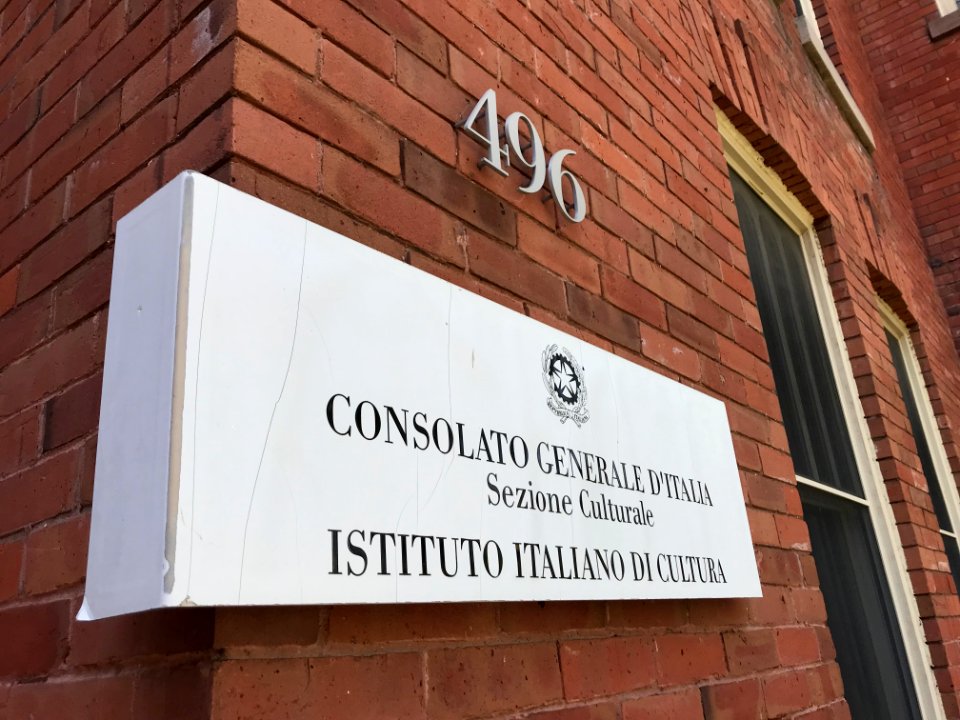 496
CONSOLATO GENERALE D'ITALIA
Sezione Culturale
ISTITUTO ITALIANO DI CULTURA